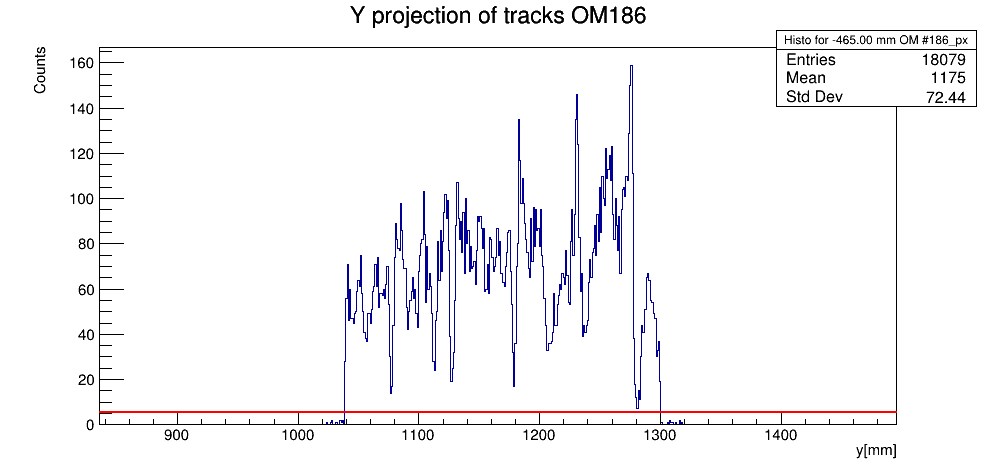 Y projection of tracks OM186
Histo for -465.00 mm OM #186_px
Entries 18079
Mean 1175
Std Dev 72.44
Counts
160
140
120
100
80
60
40
20
0
900 1000 1100 1200 1300 1400
y[mm]